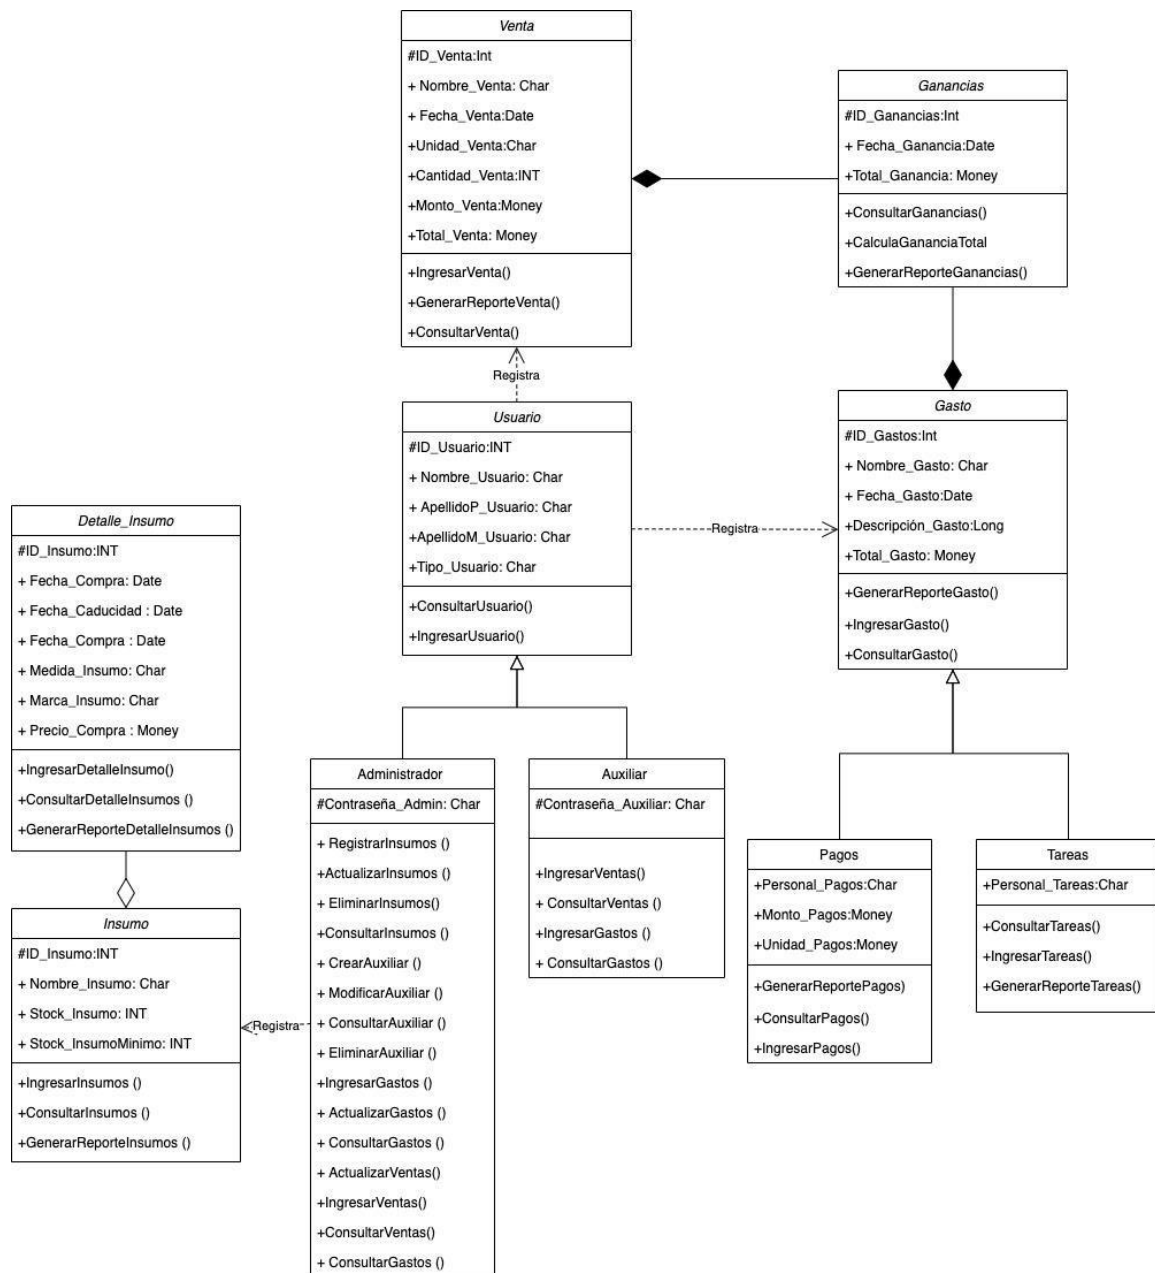 Venta
#ID_Venta:Int
+ Nombre_Venta: Char
+ Fecha_Venta:Date
+Unidad_Venta:Char
+Cantidad_Venta:INT
+Monto_Venta:Money
+Total_Venta: Money
+IngresarVenta()
+GenerarReporteVenta()
+ConsultarVenta()
Ganancias
#ID_Ganancias:Int
+ Fecha_Ganancia:Date
+Total_Ganancia: Money
+ConsultarGanancias()
+CalculaGananciaTotal
+GenerarReporteGanancias()
Registra
Usuario
#ID_Usuario:INT
+ Nombre_Usuario: Char
+ ApellidoP_Usuario: Char
+ApellidoM_Usuario: Char
+Tipo_Usuario: Char
+ConsultarUsuario()
+IngresarUsuario()
Registra
Gasto
#ID_Gastos:Int
+ Nombre_Gasto: Char
+ Fecha_Gasto:Date
+Descripción_Gasto:Long
+Total_Gasto: Money
+GenerarReporteGasto()
+IngresarGasto()
+ConsultarGasto()
Detalle_Insumo
#ID_Insumo:INT
+ Fecha_Compra: Date
+ Fecha_Caducidad : Date
+ Fecha_Compra : Date
+ Medida_Insumo: Char
+ Marca_Insumo: Char
+ Precio_Compra : Money
+IngresarDetalleInsumo()
+ConsultarDetalleInsumos ()
+GenerarReporteDetalleInsumos ()
Insumo
#ID_Insumo:INT
+ Nombre_Insumo: Char
+ Stock_Insumo: INT
+ Stock_InsumoMinimo: INT
+IngresarInsumos ()
+ConsultarInsumos ()
+GenerarReporteInsumos ()
Registra
Administrador
#Contraseña_Admin: Char
+ RegistrarInsumos ()
+ActualizarInsumos ()
+ EliminarInsumos()
+ConsultarInsumos ()
+ CrearAuxiliar ()
+ ModificarAuxiliar ()
+ ConsultarAuxiliar ()
+ EliminarAuxiliar ()
+IngresarGastos ()
+ ActualizarGastos ()
+ ConsultarGastos ()
+ ActualizarVentas()
+IngresarVentas()
+ConsultarVentas()
+ ConsultarGastos ()
Auxiliar
#Contraseña_Auxiliar: Char
+IngresarVentas()
+ ConsultarVentas ()
+IngresarGastos ()
+ ConsultarGastos ()
Pagos
+Personal_Pagos:Char
+Monto_Pagos:Money
+Unidad_Pagos:Money
+GenerarReportePagos)
+ConsultarPagos()
+IngresarPagos()
Tareas
+Personal_Tareas:Char
+ConsultarTareas()
+IngresarTareas()
+GenerarReporteTareas()